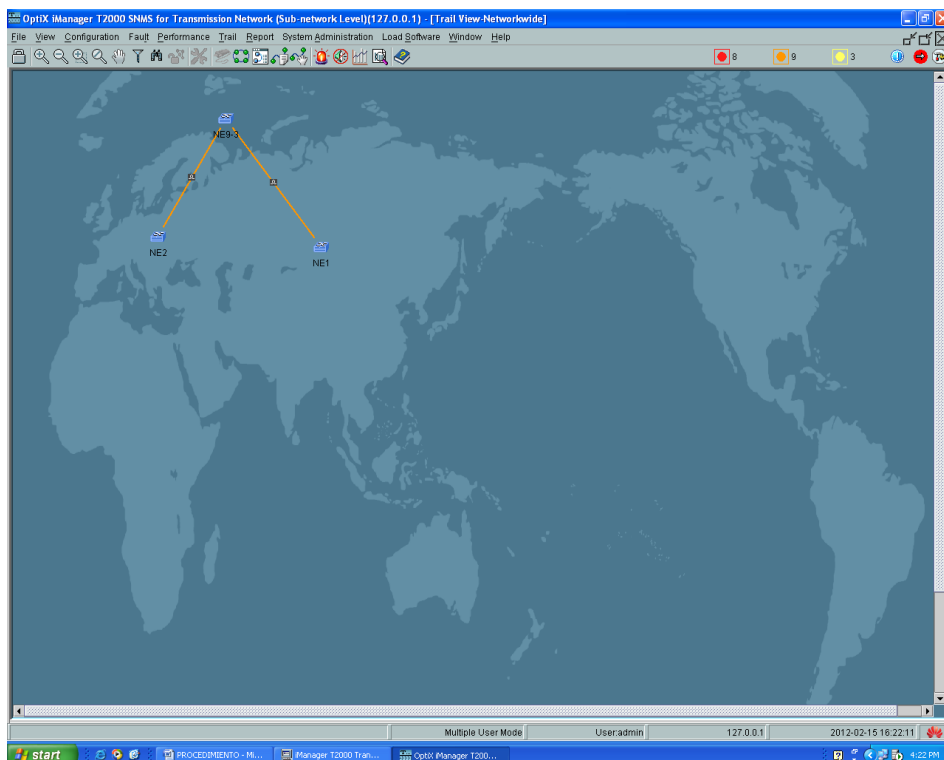 OptiX iManager T2000 SNMS for Transmission Network (Sub-network Level)(127.0.0.1) - [Trail View-Networkwide]
File View Configuration Fault Performance Trail Report System Administration Load Software Window Help
8 9 3
NE9-3
NE2
NE1
Multiple User Mode User:admin 127.0.0.1 2012-02-15 16:22:11
start PROCEDIMIENTO - Mi... iManager T2000 Tran... OptiX iManager T200... 4:22 PM